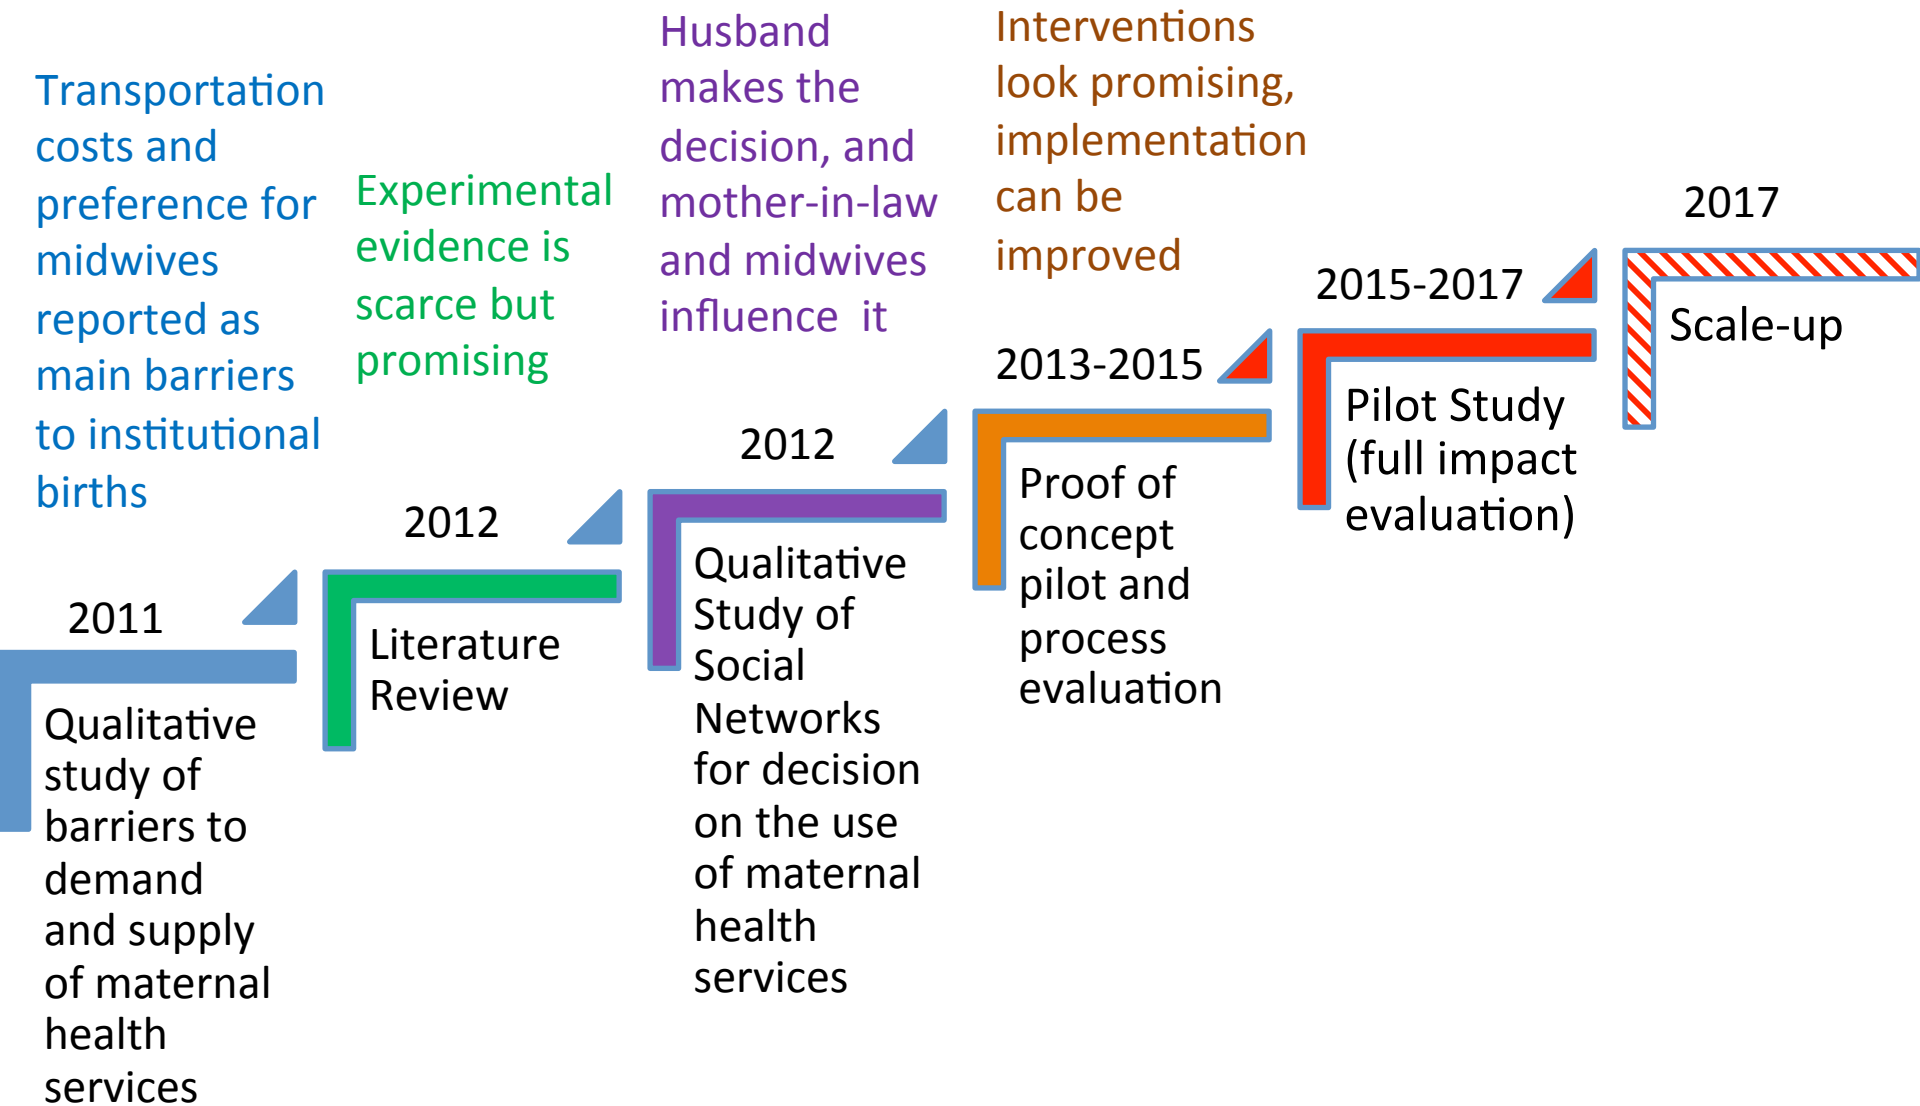 Transportation
costs and
preference for
midwives
reported as
main barriers
to institutional
births
2011
Qualitative
study of
barriers to
demand
and supply
of maternal
health
services
Experimental
evidence is
scarce but
promising
2012
Literature
Review
Husband
makes the
decision, and
mother-in-law
and midwives
influence it
2012
Qualitative
Study of
Social
Networks
for decision
on the use
of maternal
health
services
Interventions
look promising,
implementation
can be
improved
2013-2015
Proof of
concept
pilot and
process
evaluation
2015-2017
Pilot Study
(full impact
evaluation)
2017
Scale-up